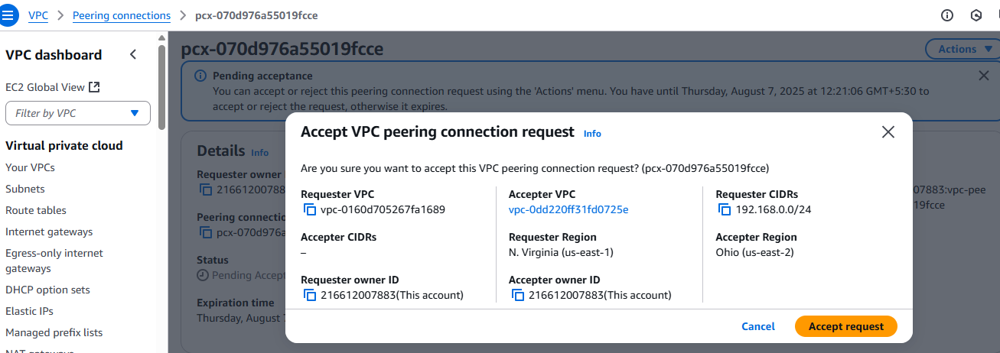 VPC > Peering connections > pcx-070d976a55019fcce
VPC dashboard
EC2 Global View
Filter by VPC
Virtual private cloud
Your VPCs
Subnets
Route tables
Internet gateways
Egress-only internet
gateways
DHCP option sets
Elastic IPs
Managed prefix lists
pcx-070d976a55019fcce
Actions
Pending acceptance
You can accept or reject this peering connection request using the 'Actions' menu. You have until Thursday, August 7, 2025 at 12:21:06 GMT+5:30 to
accept or reject the request, otherwise it expires.
Details Info
Requester owner
2166120078
07883:vpc-pee
19fcce
Peering connectio
pcx-070d976a
Status
Pending Accept
Expiration time
Thursday, August 7
Accept VPC peering connection request Info
Are you sure you want to accept this VPC peering connection request? (pcx-070d976a55019fcce)
Requester VPC
vpc-0160d705267fa1689
Accepter VPC
vpc-0dd220ff31fd0725e
Requester CIDRs
192.168.0.0/24
Accepter CIDRs
–
Requester Region
N. Virginia (us-east-1)
Accepter Region
Ohio (us-east-2)
Requester owner ID
216612007883(This account)
Accepter owner ID
216612007883(This account)
Cancel
Accept request